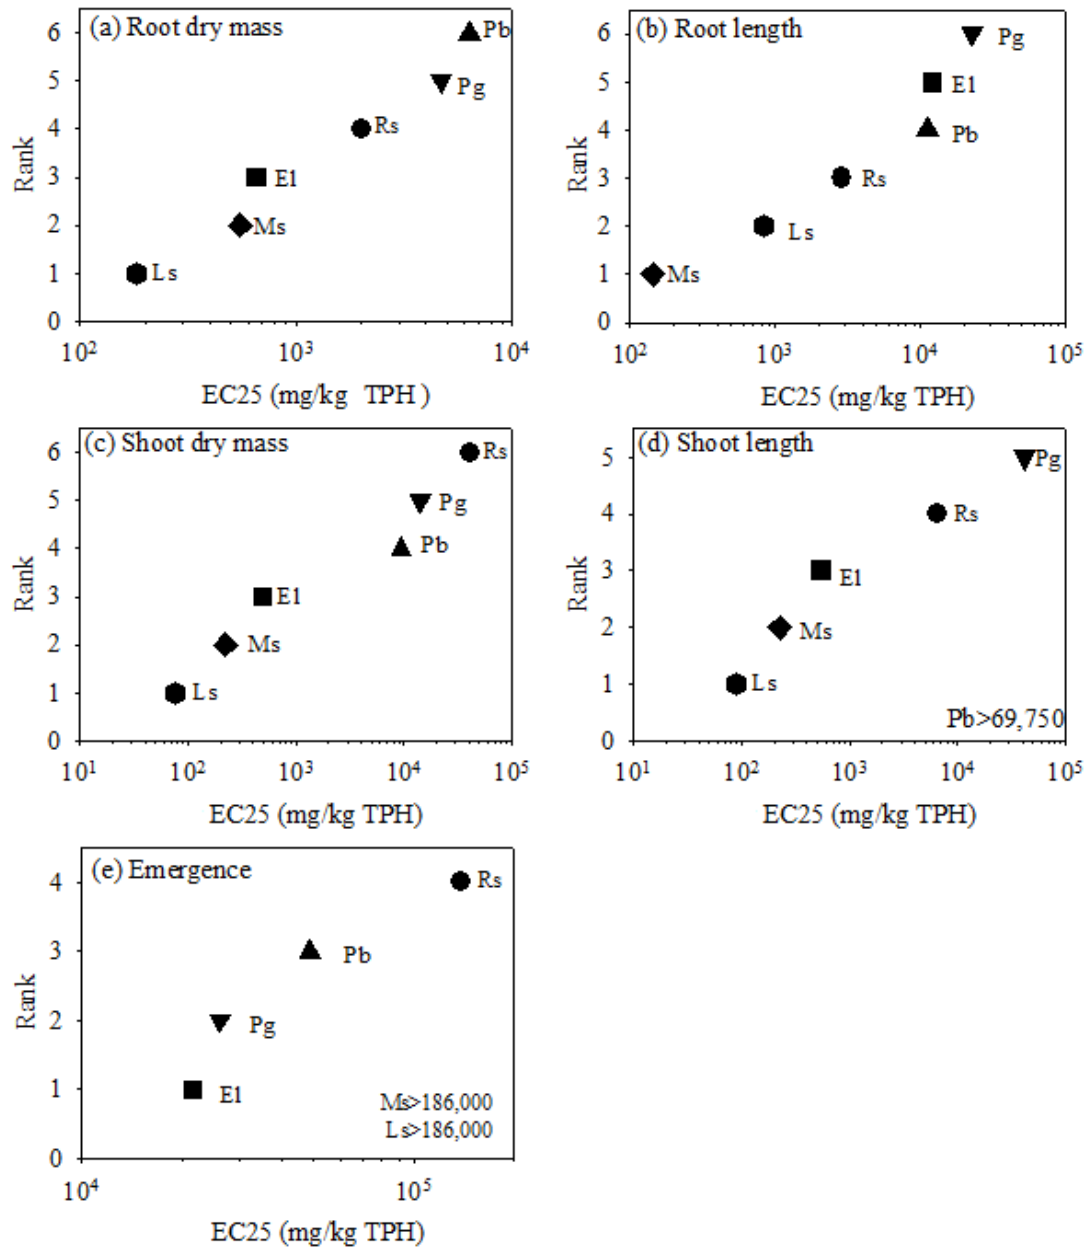 (a) Root dry mass
6
5
4
3
2
1
0
Rank
Pb
Pg
Rs
El
Ms
Ls
10²
10³
10⁴
EC25 (mg/kg TPH )
(b) Root length
6
5
4
3
2
1
0
Rank
Pg
El
Pb
Rs
Ls
Ms
10²
10³
10⁴
10⁵
EC25 (mg/kg TPH)
(c) Shoot dry mass
6
5
4
3
2
1
0
Rank
Rs
Pg
Pb
El
Ms
Ls
10¹
10²
10³
10⁴
10⁵
EC25 (mg/kg TPH)
(d) Shoot length
5
4
3
2
1
0
Rank
Pg
Rs
El
Ms
Ls
Pb>69,750
10¹
10²
10³
10⁴
10⁵
EC25 (mg/kg TPH)
(e) Emergence
4
3
2
1
0
Rank
Rs
Pb
Pg
El
Ms>186,000
Ls>186,000
10⁴
10⁵
EC25 (mg/kg TPH)